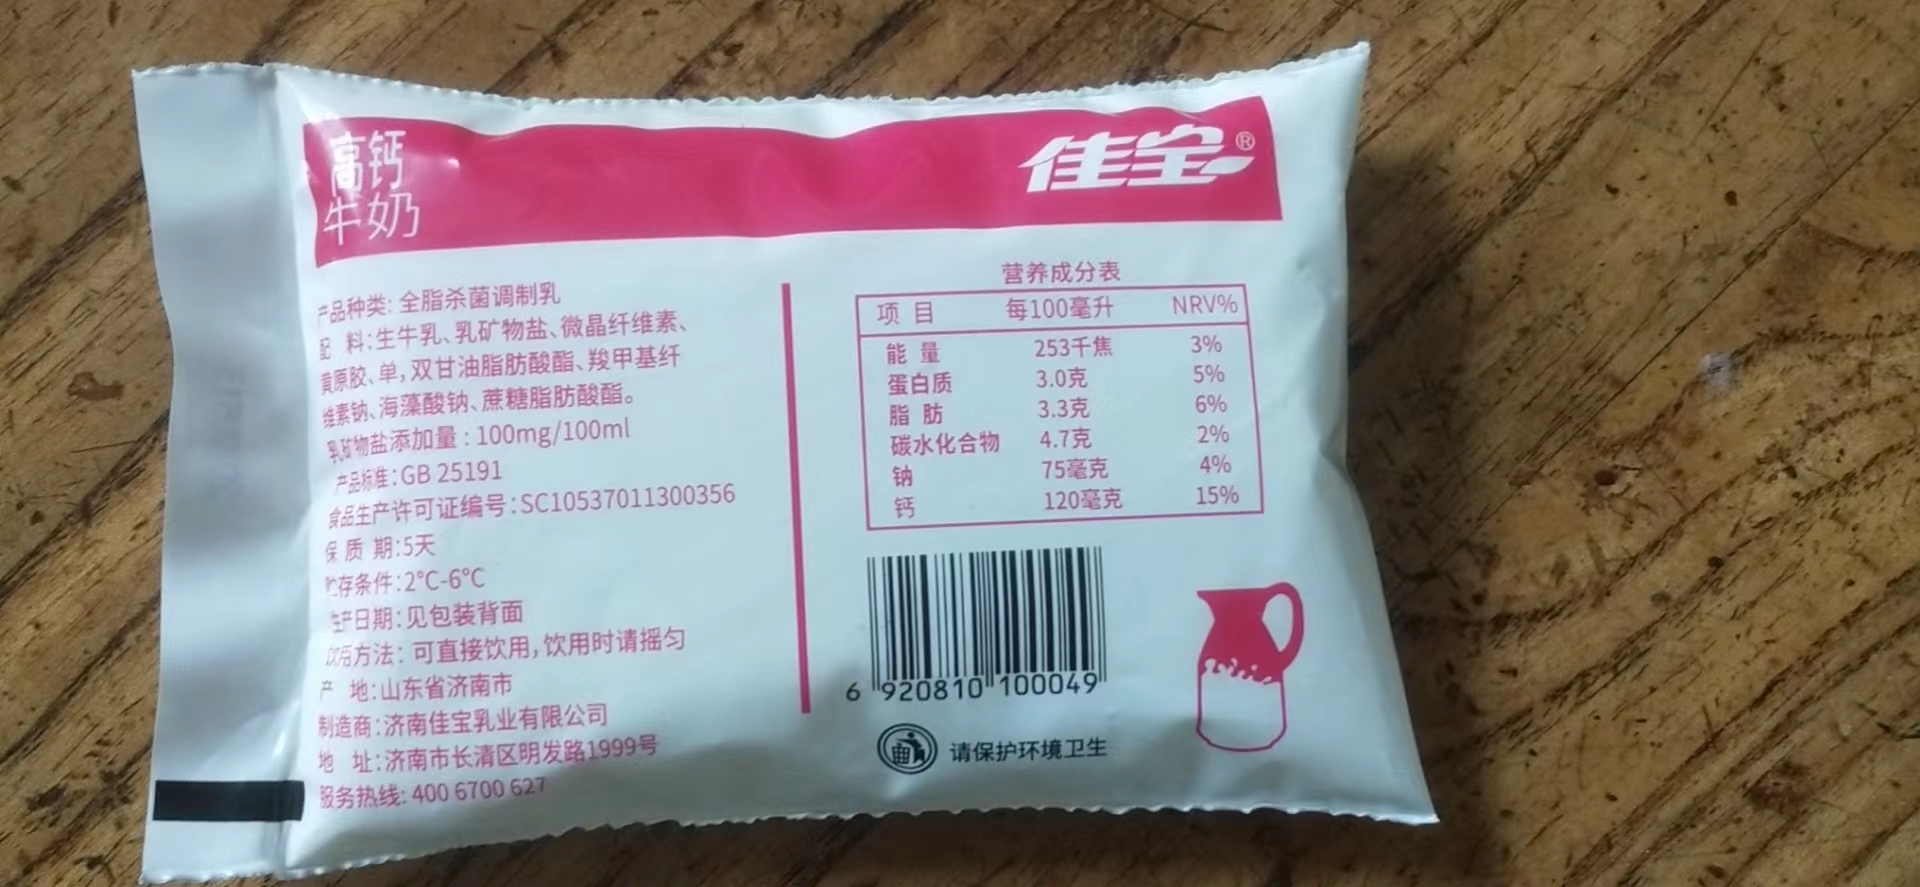 高钙
牛奶
佳宝®
产品种类: 全脂杀菌调制乳
配 料:生牛乳、乳矿物盐、微晶纤维素、
黄原胶、单，双甘油脂肪酸酯、羧甲基纤
维素钠、海藻酸钠、蔗糖脂肪酸酯。
乳矿物盐添加量：100mg/100ml
产品标准:GB 25191
食品生产许可证编号:SC10537011300356
保 质 期:5天
贮存条件:2°C-6°C
生产日期:见包装背面
饮用方法：可直接饮用，饮用时请摇匀
产 地:山东省济南市
制造商:济南佳宝乳业有限公司
地 址:济南市长清区明发路1999号
服务热线: 400 6700 627
营养成分表
项 目 每100毫升 NRV%
能 量 253千焦 3%
蛋白质 3.0克 5%
脂 肪 3.3克 6%
碳水化合物 4.7克 2%
钠 75毫克 4%
钙 120毫克 15%
6 920810 100049
请保护环境卫生